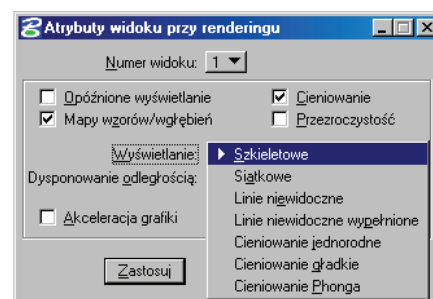 Atrybuty widoku przy renderingu
Numer widoku: 1
Opóźnione wyświetlanie
Cieniowanie
Mapy wzorów/wgłębień
Przezroczystość
Wyświetlanie:
Szkieletowe
Siatkowe
Dysponowanie odległością:
Linie niewidoczne
Linie niewidoczne wypełnione
Akceleracja grafiki
Cieniowanie jednorodne
Cieniowanie gładkie
Zastosuj
Cieniowanie Phonga